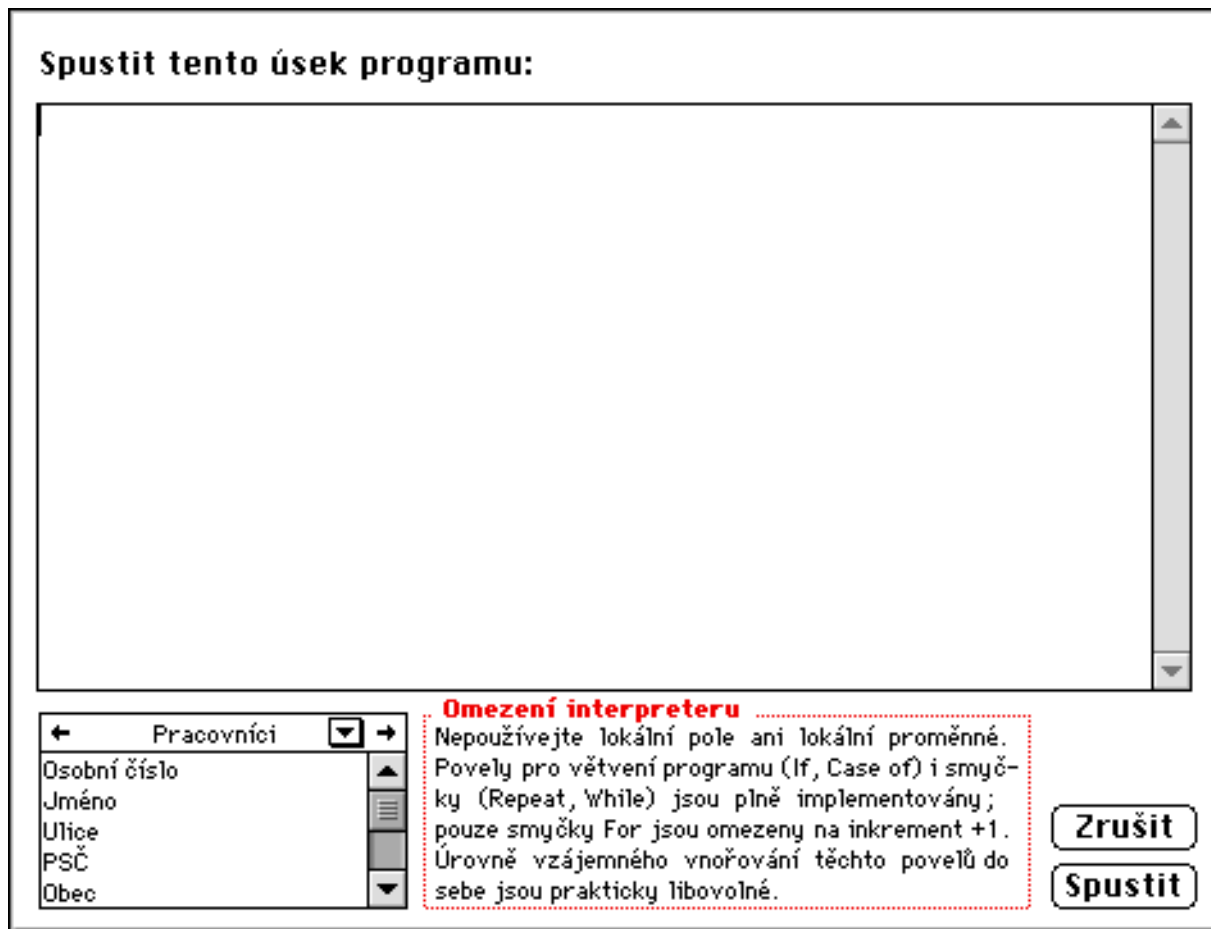 Spustit tento úsek programu:
Pracovníci
Osobní číslo
Jméno
Ulice
PSČ
Obec
Omezení interpreteru
Nepoužívejte lokální pole ani lokální proměnné.
Povely pro větvení programu (If, Case of) i smyč-
ky (Repeat, While) jsou plně implementovány;
pouze smyčky For jsou omezeny na inkrement +1.
Úrovně vzájemného vnořování těchto povelů do
sebe jsou prakticky libovolné.
Zrušit
Spustit